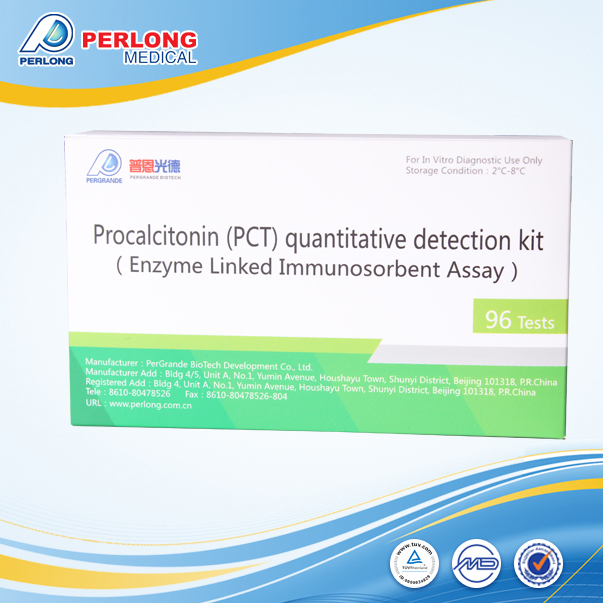 PERLONG
PERLONG
MEDICAL
PERGRANDE
普恩光德
PERGRANDE BIOTECH
For In Vitro Diagnostic Use Only
Storage Condition : 2°C-8°C
Procalcitonin (PCT) quantitative detection kit
( Enzyme Linked Immunosorbent Assay )
96 Tests
Manufacturer : PerGrande BioTech Development Co., Ltd.
Manufacturer Add : Bldg 4/5, Unit A, No.1, Yumin Avenue, Houshayu Town, Shunyi District, Beijing 101318, P.R.China
Registered Add : Bldg 4, Unit A, No.1, Yumin Avenue, Houshayu Town, Shunyi District, Beijing 101318, P.R.China
Tele : 8610-80478526 Fax : 8610-80478526-804
URL : www.perlong.com.cn
www.tuv.com
MC